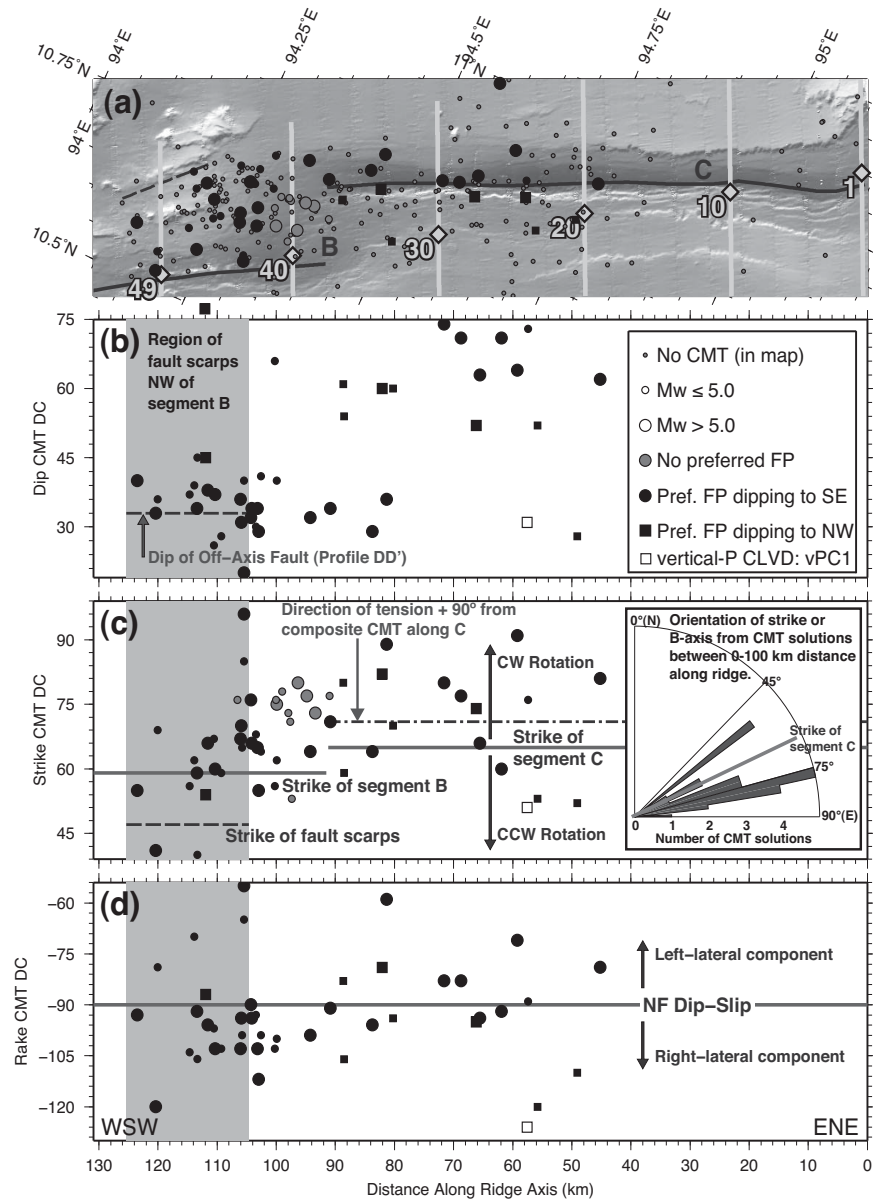 94°E
94.25°E
94.5°E
94.75°E
95°E
10.75°N
11°N
94°E
10.5°N
(a)
C
B
49
40
30
20
10
1
(b)
Region of
fault scarps
NW of
segment B
75
60
45
30
Dip CMT DC
Dip of Off–Axis Fault (Profile DD')
No CMT (in map)
Mw ≤ 5.0
Mw > 5.0
No preferred FP
Pref. FP dipping to SE
Pref. FP dipping to NW
vertical-P CLVD: vPC1
(c)
Direction of tension + 90° from
composite CMT along C
90
75
60
45
Strike CMT DC
CW Rotation
Strike of
segment C
Strike of segment B
Strike of fault scarps
CCW Rotation
0°(N)
Orientation of strike or
B-axis from CMT solutions
between 0-100 km distance
along ridge.
45°
Strike of
segment C
75°
90°(E)
0 1 2 3 4
Number of CMT solutions
(d)
−60
−75
−90
−105
−120
Rake CMT DC
Left–lateral component
NF Dip–Slip
Right–lateral component
WSW
ENE
130 120 110 100 90 80 70 60 50 40 30 20 10 0
Distance Along Ridge Axis (km)